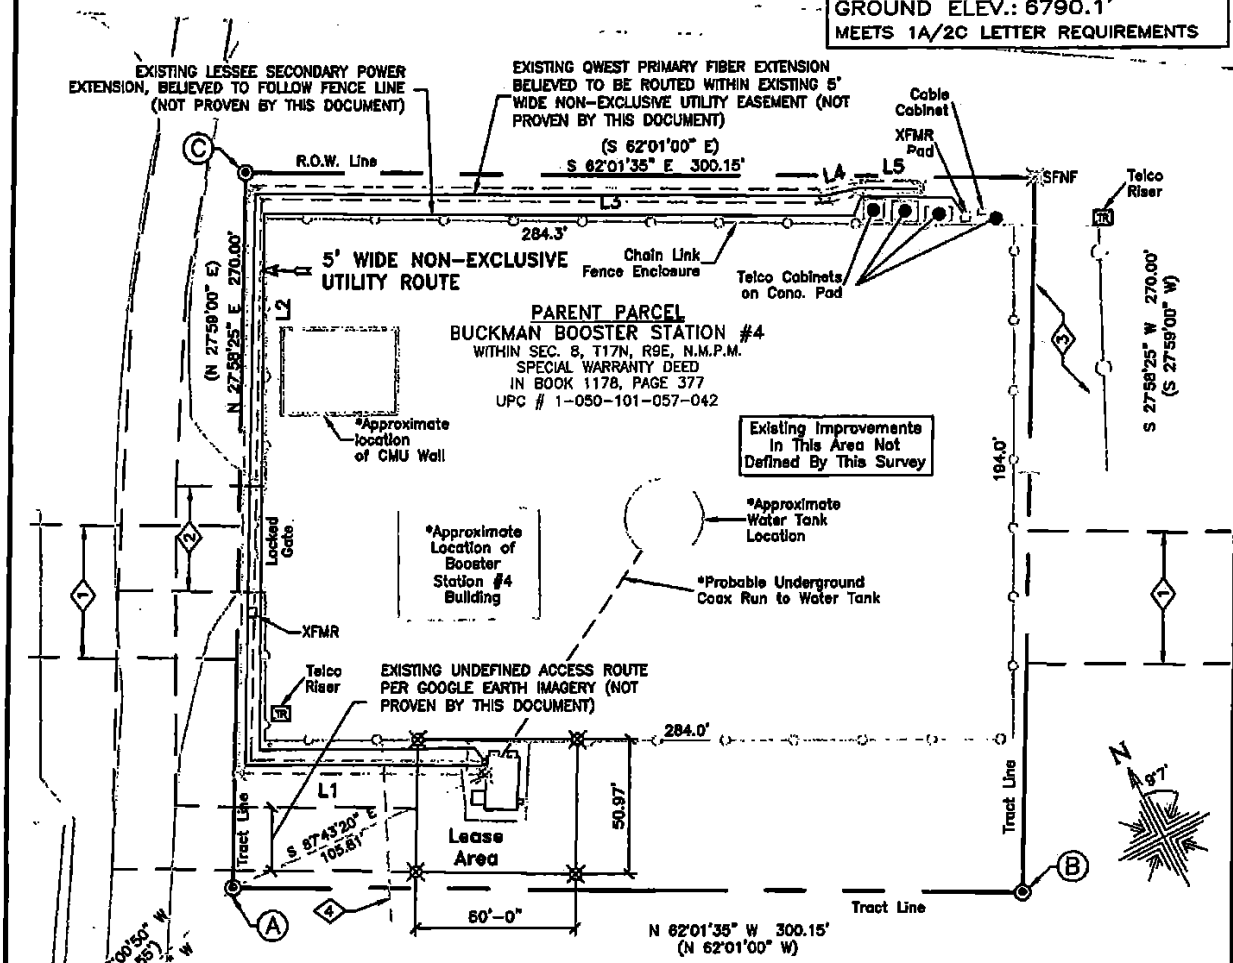 GROUND ELEV.: 6790.1'
MEETS 1A/2C LETTER REQUIREMENTS
EXISTING LESSEE SECONDARY POWER
EXTENSION, BELIEVED TO FOLLOW FENCE LINE
(NOT PROVEN BY THIS DOCUMENT)
EXISTING QWEST PRIMARY FIBER EXTENSION
BELIEVED TO BE ROUTED WITHIN EXISTING 5'
WIDE NON-EXCLUSIVE UTILITY EASEMENT (NOT
PROVEN BY THIS DOCUMENT)
Cable
Cabinet
XFMR
Pad
C
R.O.W. Line
(S 62°01'00" E)
S 62°01'35" E 300.15'
L4
L5
SFNF
Telco
Riser
TR
L3
284.3'
Chain Link
Fence Enclosure
Telco Cabinets
on Conc. Pad
5' WIDE NON-EXCLUSIVE
UTILITY ROUTE
(N 27°59'00" E)
N 27°58'25" E 270.00'
L2
PARENT PARCEL
BUCKMAN BOOSTER STATION #4
WITHIN SEC. 8, T17N, R9E, N.M.P.M.
SPECIAL WARRANTY DEED
IN BOOK 1178, PAGE 377
UPC # 1-050-101-057-042
3
S 27°58'25" W 270.00'
(S 27°59'00" W)
*Approximate
location
of CMU Wall
Existing Improvements
In This Area Not
Defined By This Survey
194.0'
*Approximate
Water Tank
Location
*Approximate
Location of
Booster
Station #4
Building
Locked
Gate
2
1
1
*Probable Underground
Coax Run to Water Tank
XFMR
Telco
Riser
TR
EXISTING UNDEFINED ACCESS ROUTE
PER GOOGLE EARTH IMAGERY (NOT
PROVEN BY THIS DOCUMENT)
284.0'
N
9°7'
L1
50.97'
Tract Line
Tract Line
S 87°43'20" E
105.81'
Lease
Area
B
A
4
60'-0"
Tract Line
N 62°01'35" W 300.15'
(N 62°01'00" W)
00'50" W
55')
W